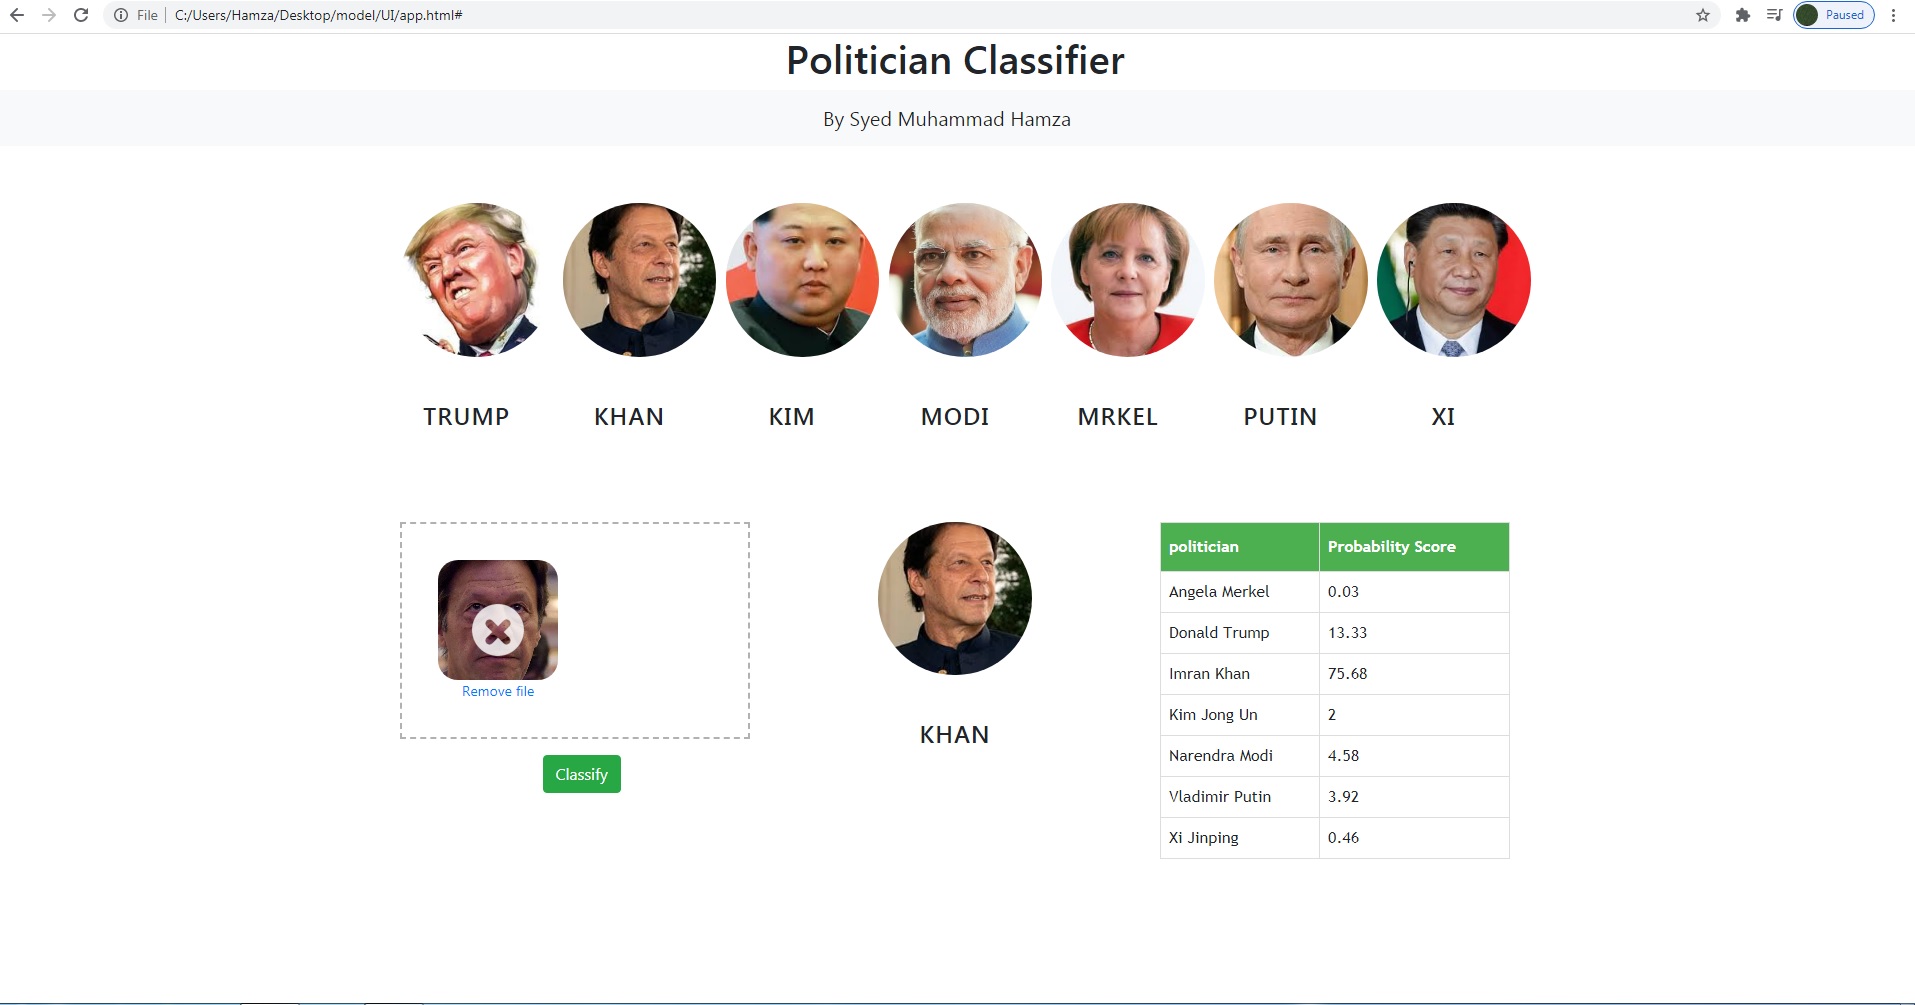 File C:/Users/Hamza/Desktop/model/UI/app.html# Paused
Politician Classifier
By Syed Muhammad Hamza
TRUMP KHAN KIM MODI MRKEL PUTIN XI
Remove file
Classify
KHAN
politician Probability Score
Angela Merkel 0.03
Donald Trump 13.33
Imran Khan 75.68
Kim Jong Un 2
Narendra Modi 4.58
Vladimir Putin 3.92
Xi Jinping 0.46